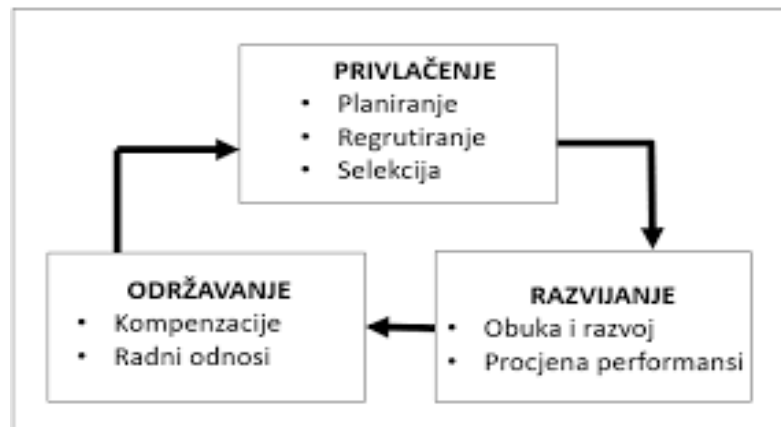 PRIVLAČENJE
• Planiranje
• Regrutiranje
• Selekcija
ODRŽAVANJE
• Kompenzacije
• Radni odnosi
RAZVIJANJE
• Obuka i razvoj
• Procjena performansi